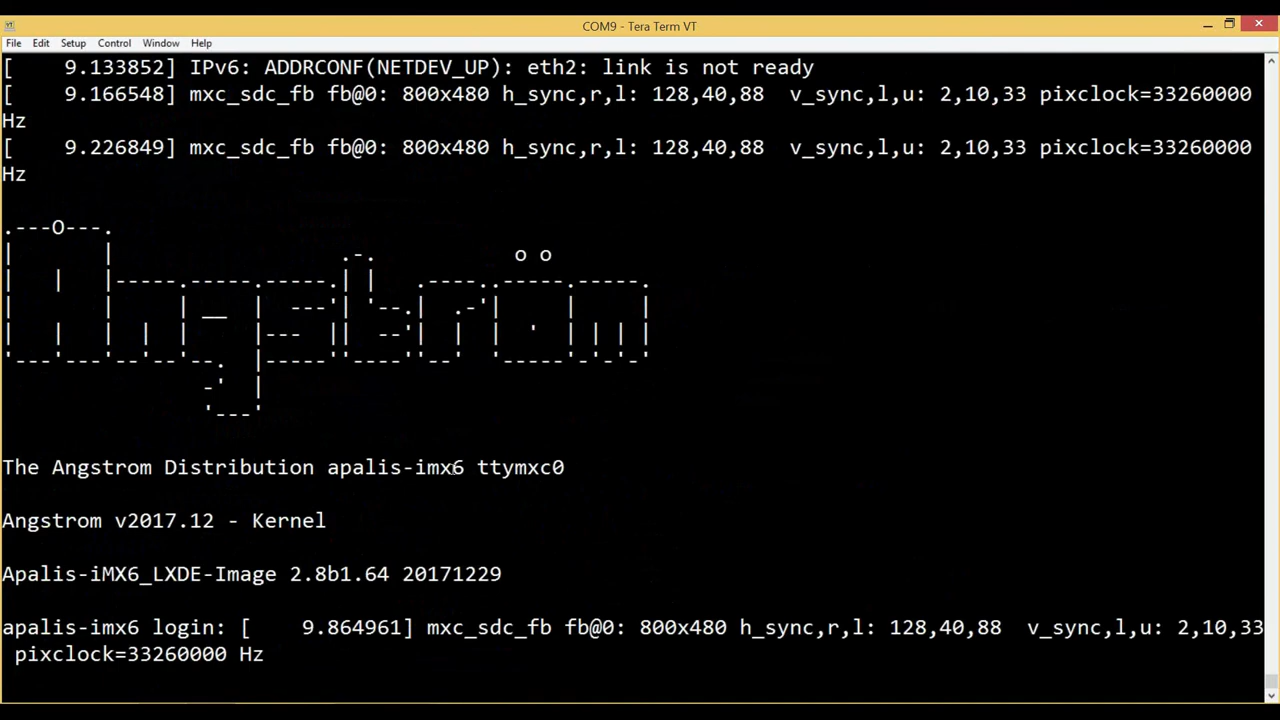 COM9 - Tera Term VT
File Edit Setup Control Window Help
[    9.133852] IPv6: ADDRCONF(NETDEV_UP): eth2: link is not ready
[    9.166548] mxc_sdc_fb fb@0: 800x480 h_sync,r,l: 128,40,88  v_sync,l,u: 2,10,33 pixclock=33260000
Hz
[    9.226849] mxc_sdc_fb fb@0: 800x480 h_sync,r,l: 128,40,88  v_sync,l,u: 2,10,33 pixclock=33260000
Hz
Angström
The Angstrom Distribution apalis-imx6 ttymxc0
Angstrom v2017.12 - Kernel
Apalis-iMX6_LXDE-Image 2.8b1.64 20171229
apalis-imx6 login: [    9.864961] mxc_sdc_fb fb@0: 800x480 h_sync,r,l: 128,40,88  v_sync,l,u: 2,10,33
pixclock=33260000 Hz